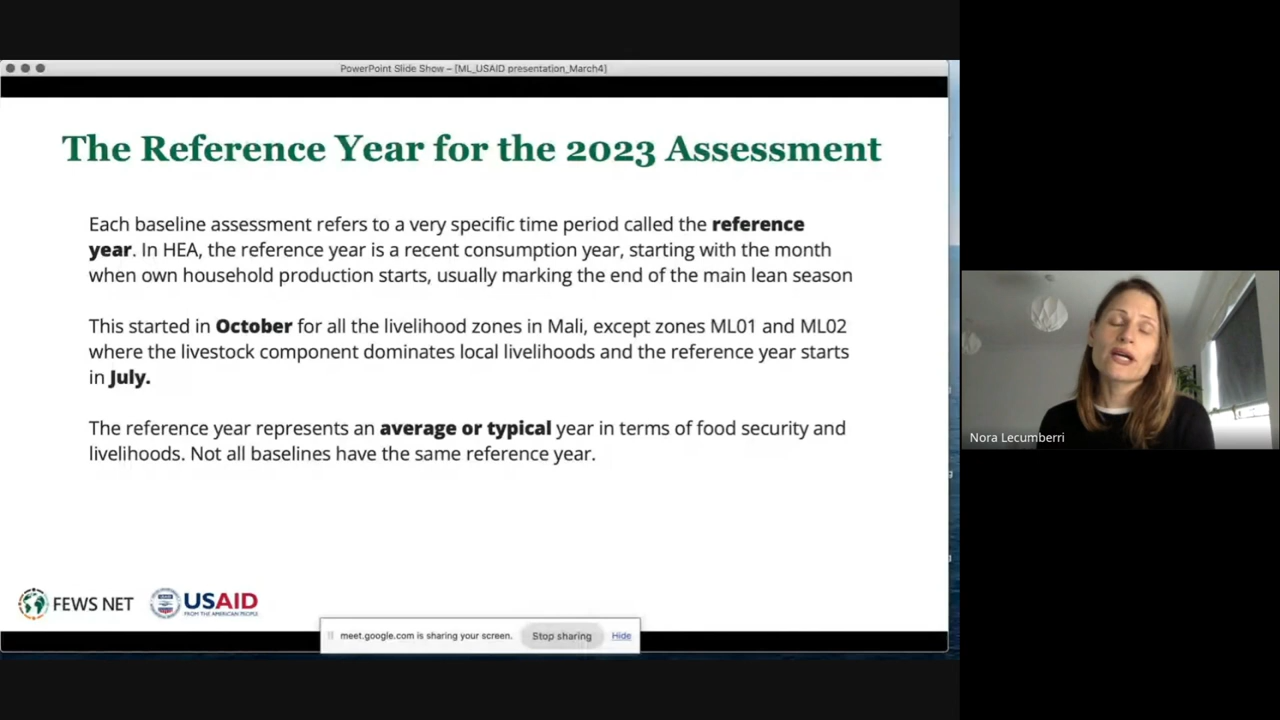 PowerPoint Slide Show – [ML_USAID presentation_March4]
The Reference Year for the 2023 Assessment
Each baseline assessment refers to a very specific time period called the reference
year. In HEA, the reference year is a recent consumption year, starting with the month
when own household production starts, usually marking the end of the main lean season
This started in October for all the livelihood zones in Mali, except zones ML01 and ML02
where the livestock component dominates local livelihoods and the reference year starts
in July.
The reference year represents an average or typical year in terms of food security and
livelihoods. Not all baselines have the same reference year.
Nora Lecumberri
FEWS NET
USAID
FROM THE AMERICAN PEOPLE
meet.google.com is sharing your screen.
Stop sharing
Hide